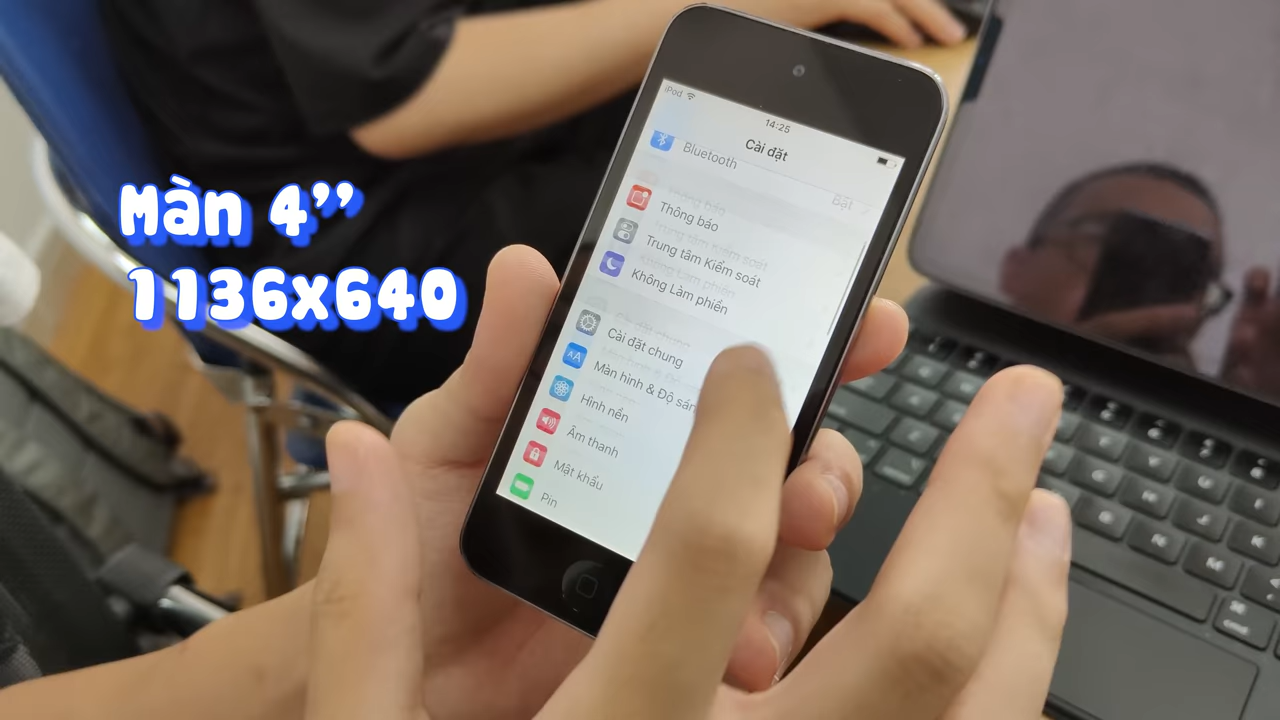 Màn 4”
1136x640
iPod
14:25
Cài đặt
Bluetooth
Bật
Thông báo
Trung tâm Kiểm soát
Không Làm phiền
Cài đặt chung
Màn hình & Độ sán
Hình nền
Âm thanh
Mật khẩu
Pin
cmd